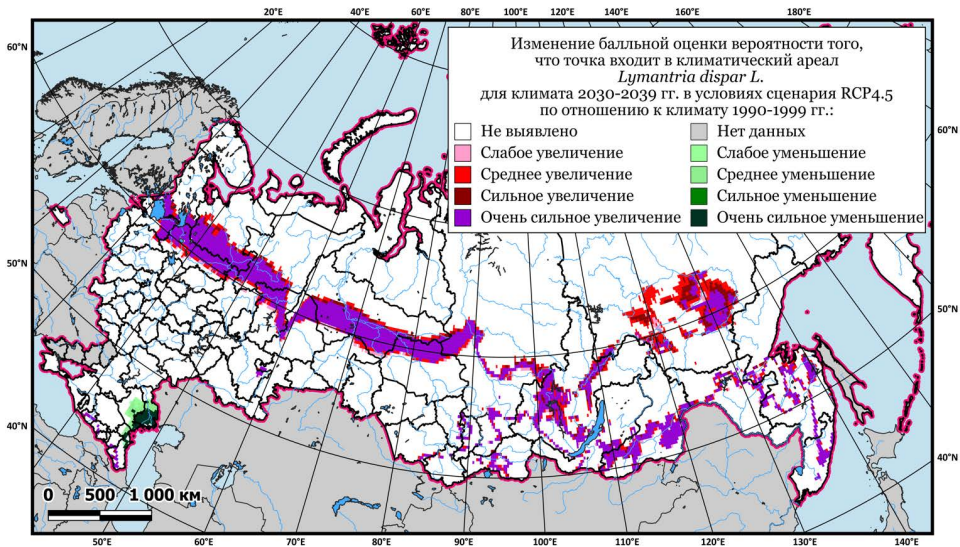 20°E 40°E 60°E 80°E 100°E 120°E 140°E 160°E 180°E
60°N
Изменение балльной оценки вероятности того,
что точка входит в климатический ареал
Lymantria dispar L.
для климата 2030-2039 гг. в условиях сценария RCP4.5
по отношению к климату 1990-1999 гг.:
Не выявлено
Слабое увеличение
Среднее увеличение
Сильное увеличение
Очень сильное увеличение
Нет данных
Слабое уменьшение
Среднее уменьшение
Сильное уменьшение
Очень сильное уменьшение
60°N
50°N
50°N
40°N
40°N
0 500 1 000 км
50°E 60°E 70°E 80°E 90°E 100°E 110°E 120°E 130°E 140°E